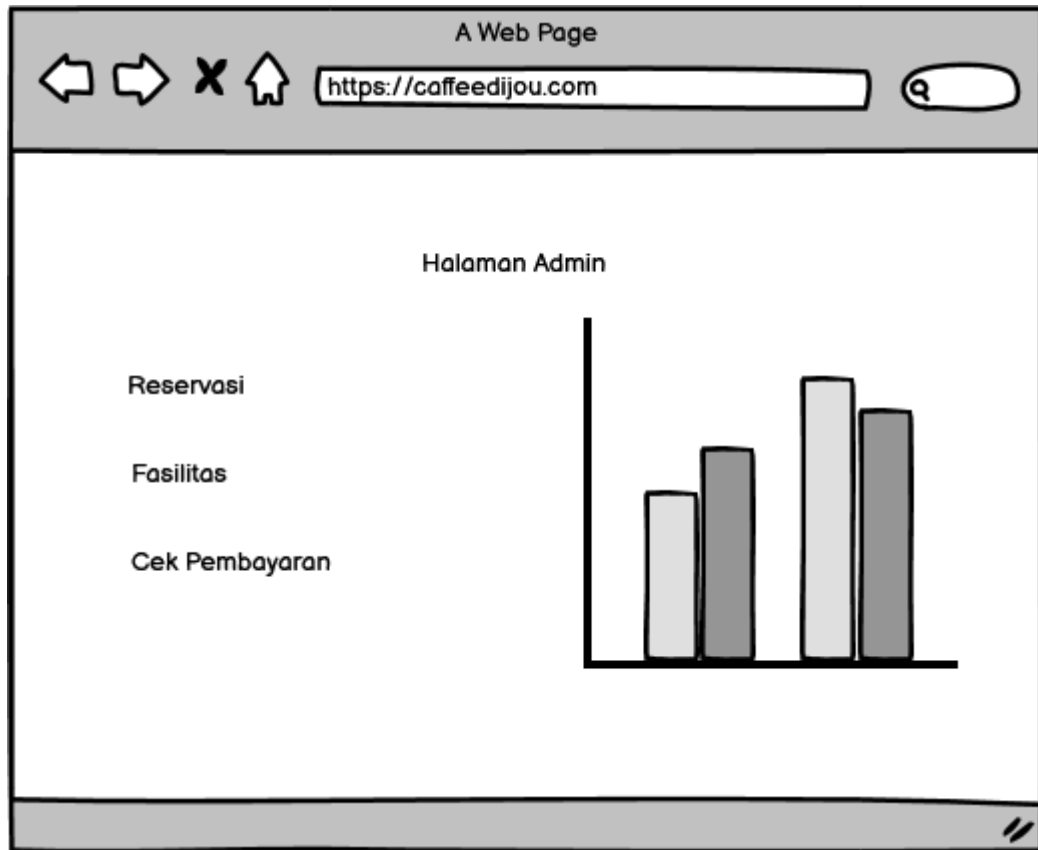 A Web Page
https://caffeedijou.com
Halaman Admin
Reservasi
Fasilitas
Cek Pembayaran